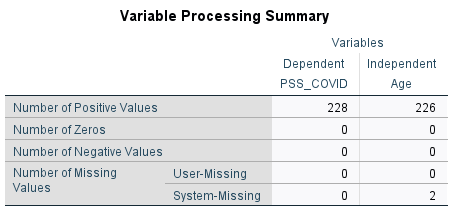 Variable Processing Summary
Variables
Dependent Independent
PSS_COVID Age
Number of Positive Values 228 226
Number of Zeros 0 0
Number of Negative Values 0 0
Number of Missing Values User-Missing 0 0
System-Missing 0 2